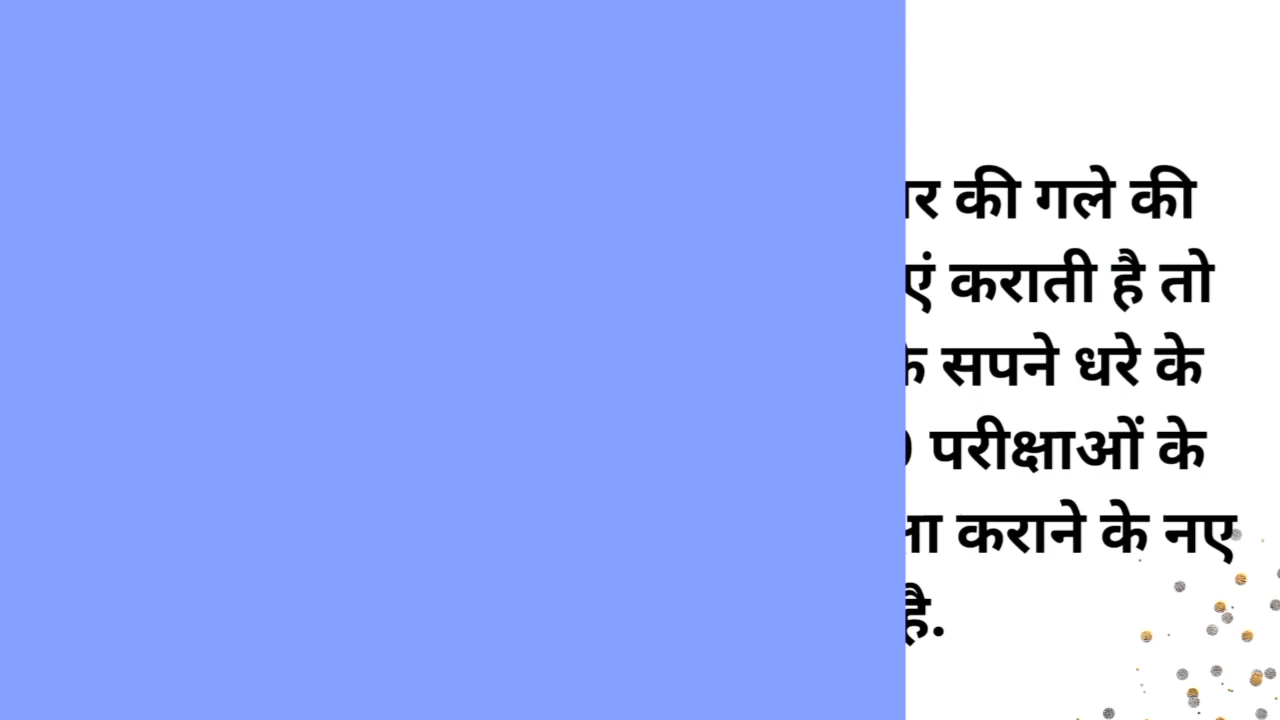 की गले की
कराती है तो
सपने धरे के
परीक्षाओं के
कराने के नए
है.